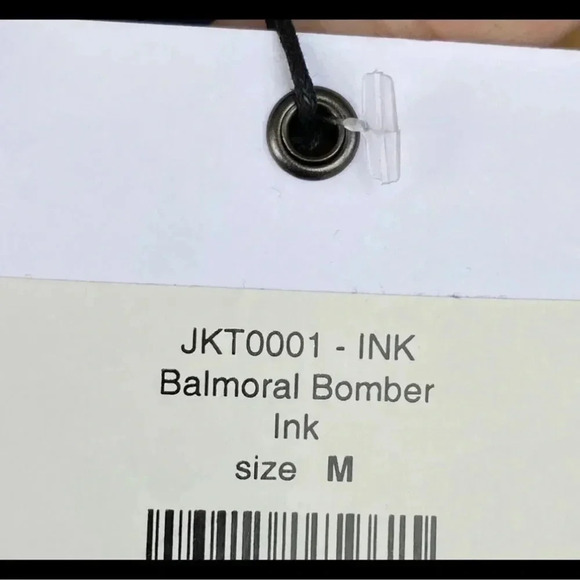 JKT0001 - INK
Balmoral Bomber
Ink
size M